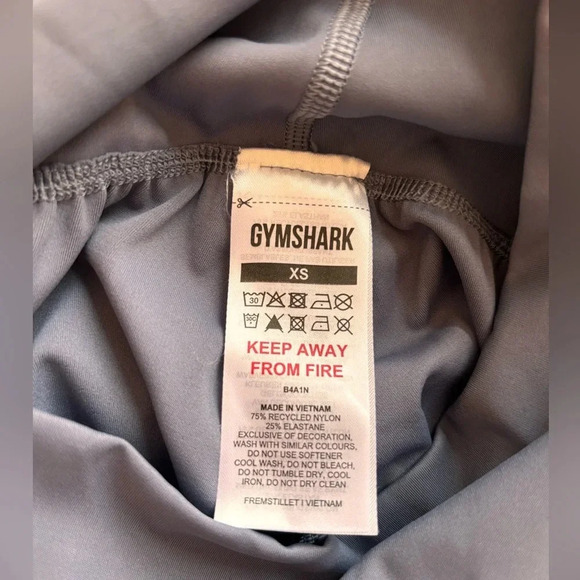 GYMSHARK
XS
30
30C
KEEP AWAY
FROM FIRE
B4A1N
MADE IN VIETNAM
75% RECYCLED NYLON
25% ELASTANE
EXCLUSIVE OF DECORATION,
WASH WITH SIMILAR COLOURS,
DO NOT USE SOFTENER
COOL WASH, DO NOT BLEACH,
DO NOT TUMBLE DRY, COOL
IRON, DO NOT DRY CLEAN
FREMSTILLET I VIETNAM